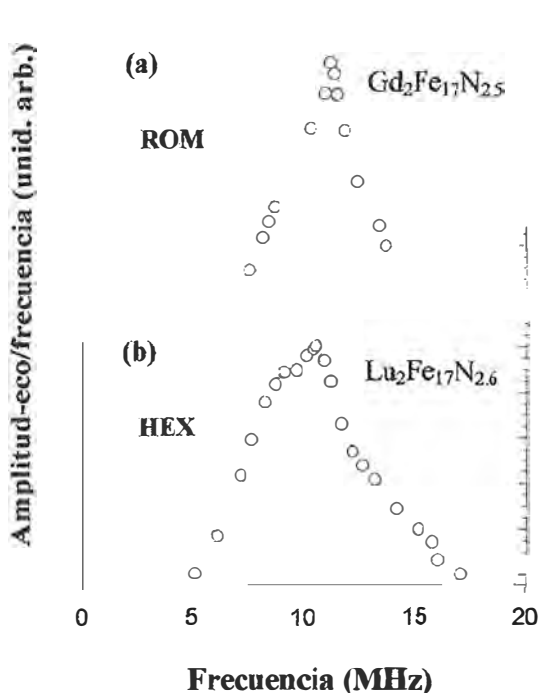 Amplitud-eco/frecuencia (unid. arb.)
(a)
Gd₂Fe₁₇N₂.₅
ROM
(b)
Lu₂Fe₁₇N₂.₆
HEX
0 5 10 15 20
Frecuencia (MHz)